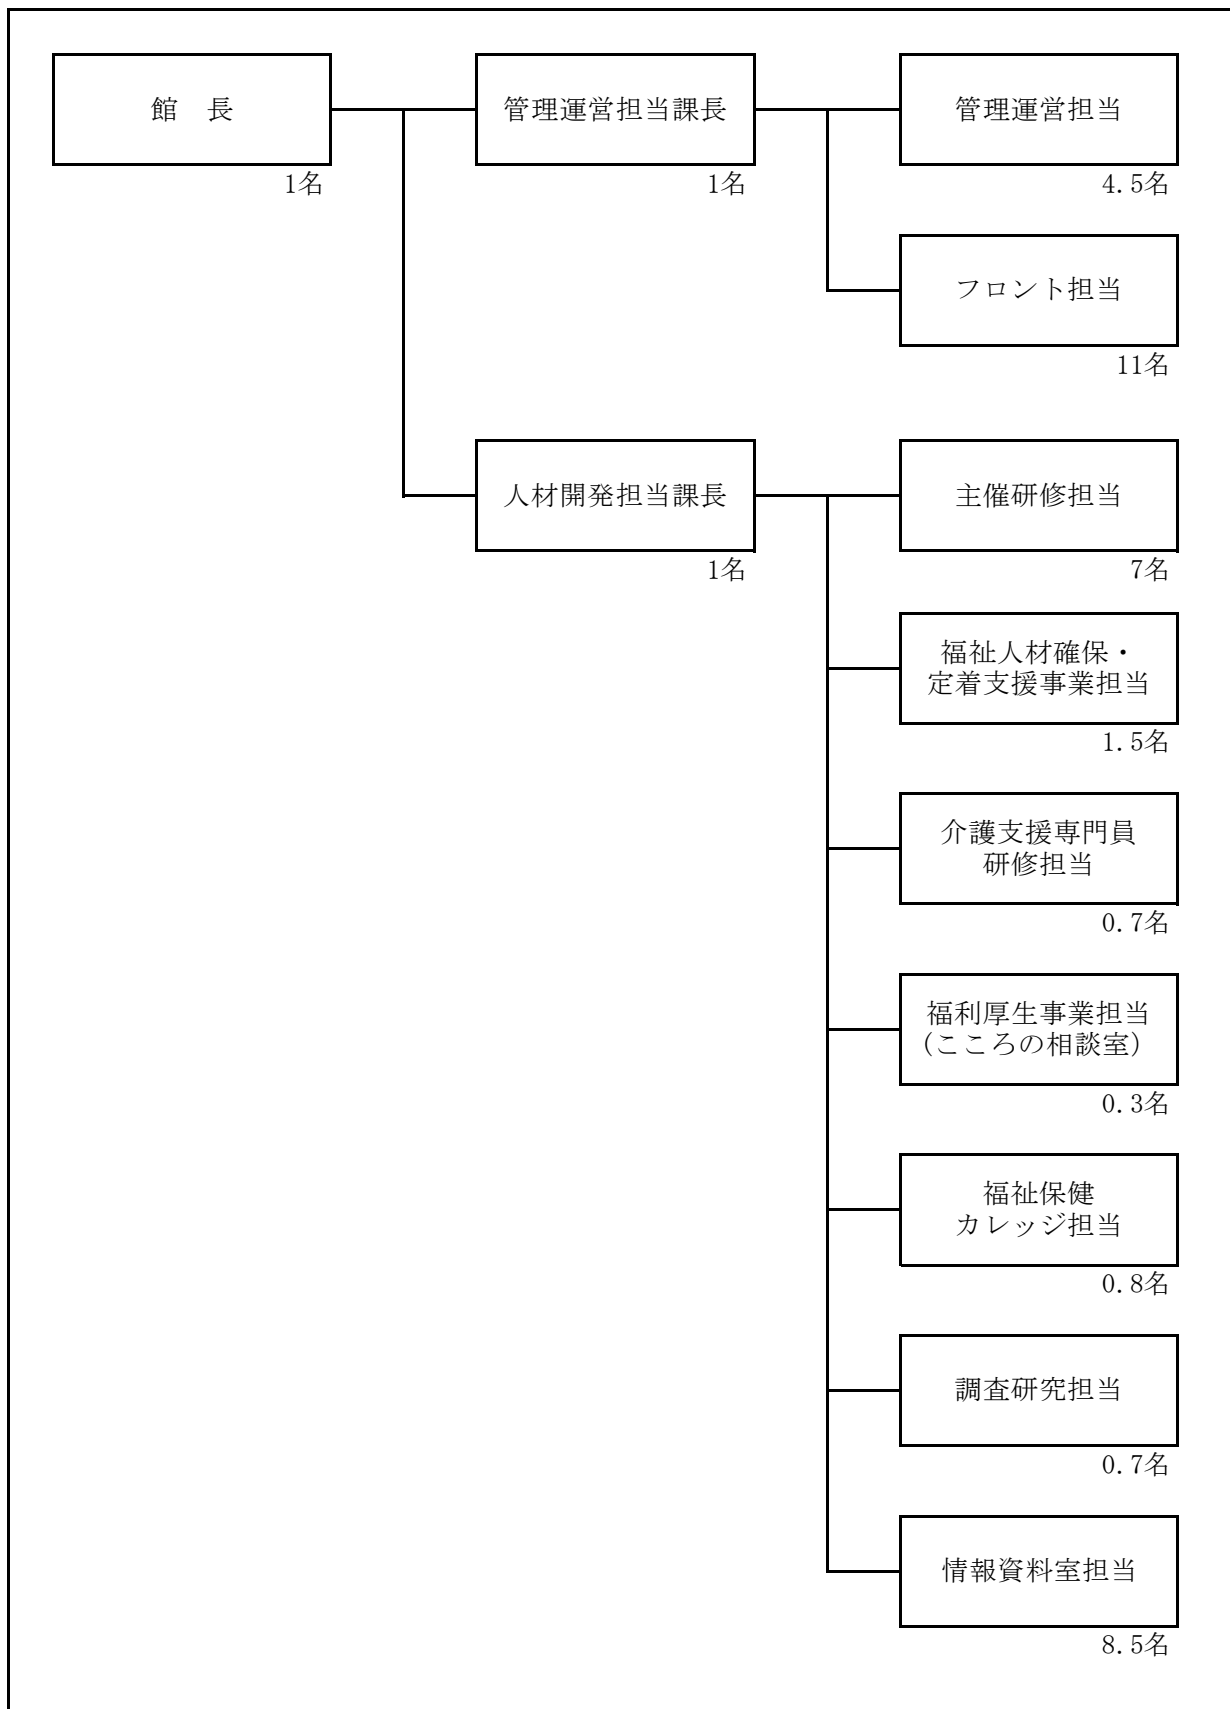 館　長
1名
管理運営担当課長
1名
管理運営担当
4.5名
フロント担当
11名
人材開発担当課長
1名
主催研修担当
7名
福祉人材確保・
定着支援事業担当
1.5名
介護支援専門員
研修担当
0.7名
福利厚生事業担当
(こころの相談室)
0.3名
福祉保健
カレッジ担当
0.8名
調査研究担当
0.7名
情報資料室担当
8.5名